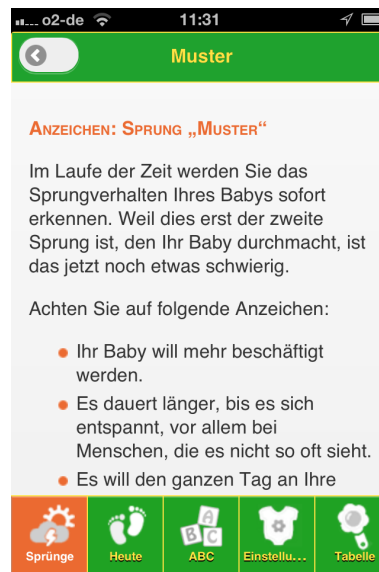 o2-de 11:31
Muster
Anzeichen: Sprung „Muster“
Im Laufe der Zeit werden Sie das
Sprungverhalten Ihres Babys sofort
erkennen. Weil dies erst der zweite
Sprung ist, den Ihr Baby durchmacht, ist
das jetzt noch etwas schwierig.
Achten Sie auf folgende Anzeichen:
Ihr Baby will mehr beschäftigt
werden.
Es dauert länger, bis es sich
entspannt, vor allem bei
Menschen, die es nicht so oft sieht.
Es will den ganzen Tag an Ihre
A
B C
Sprünge Heute ABC Einstellu... Tabelle